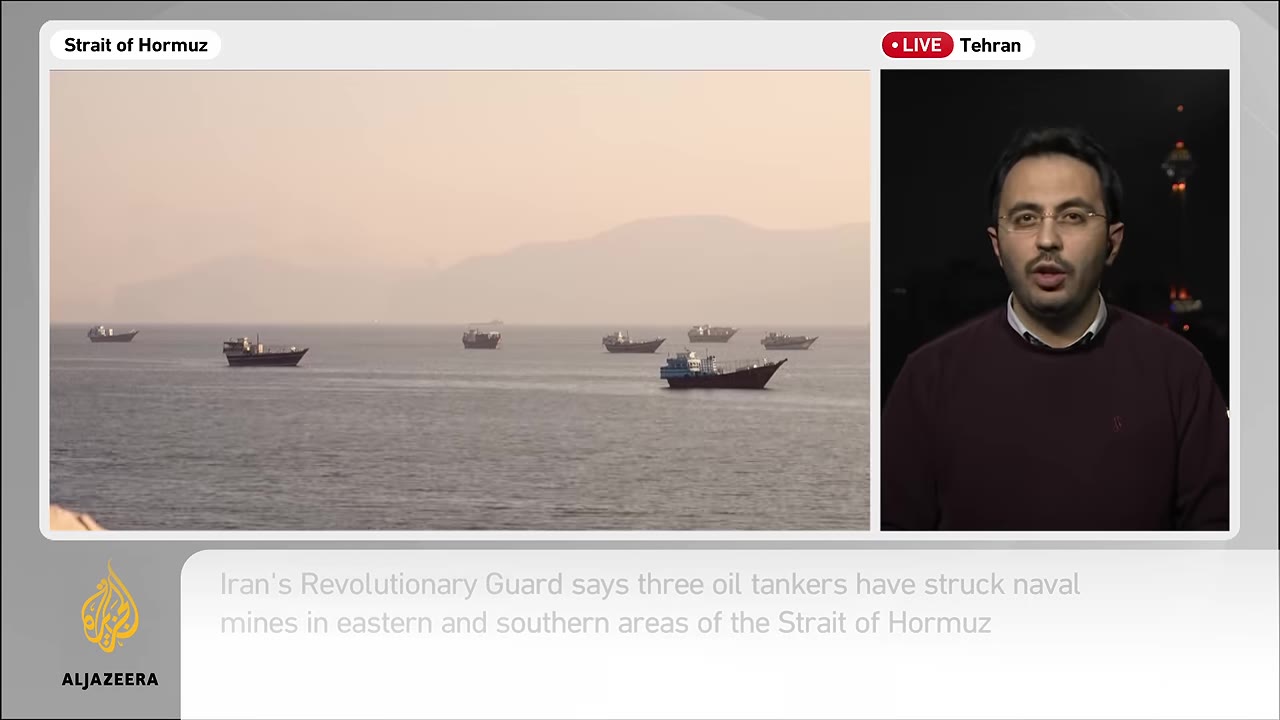 Strait of Hormuz
• LIVE Tehran
Iran's Revolutionary Guard says three oil tankers have struck naval
mines in eastern and southern areas of the Strait of Hormuz
الجزيرة
ALJAZEERA